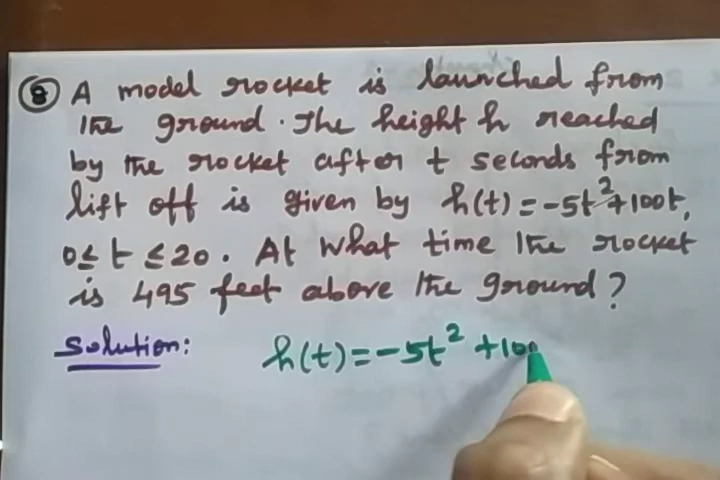 8 A model rocket is launched from
the ground. The height h reached
by the rocket after t seconds from
lift off is given by h(t)=-5t²+100t,
0≤ t ≤20. At what time the rocket
is 495 feet above the ground?
Solution: h(t)=-5t² +100